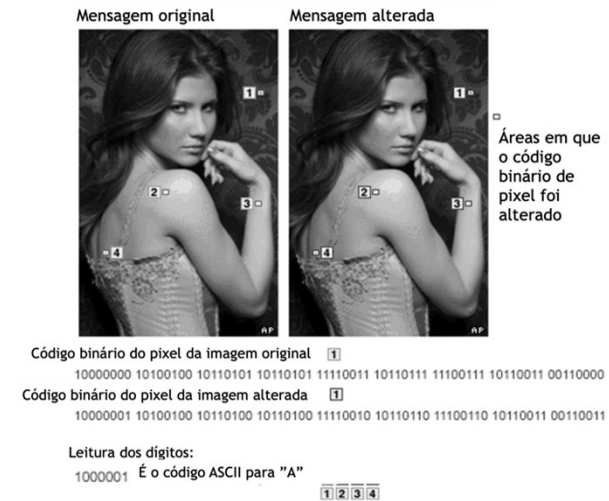 Mensagem original
Mensagem alterada
1
1
2
2
3
3
4
4
AP
AP
Áreas em que
o código
binário de
pixel foi
alterado
Código binário do pixel da imagem original 1
10000000 10100100 10110101 10110101 11110011 10110111 11100111 10110011 00110000
Código binário do pixel da imagem alterada 1
10000001 10100100 10110100 10110100 11110010 10110110 11100110 10110011 00110011
Leitura dos dígitos:
1000001 É o código ASCII para ”A”
1 2 3 4